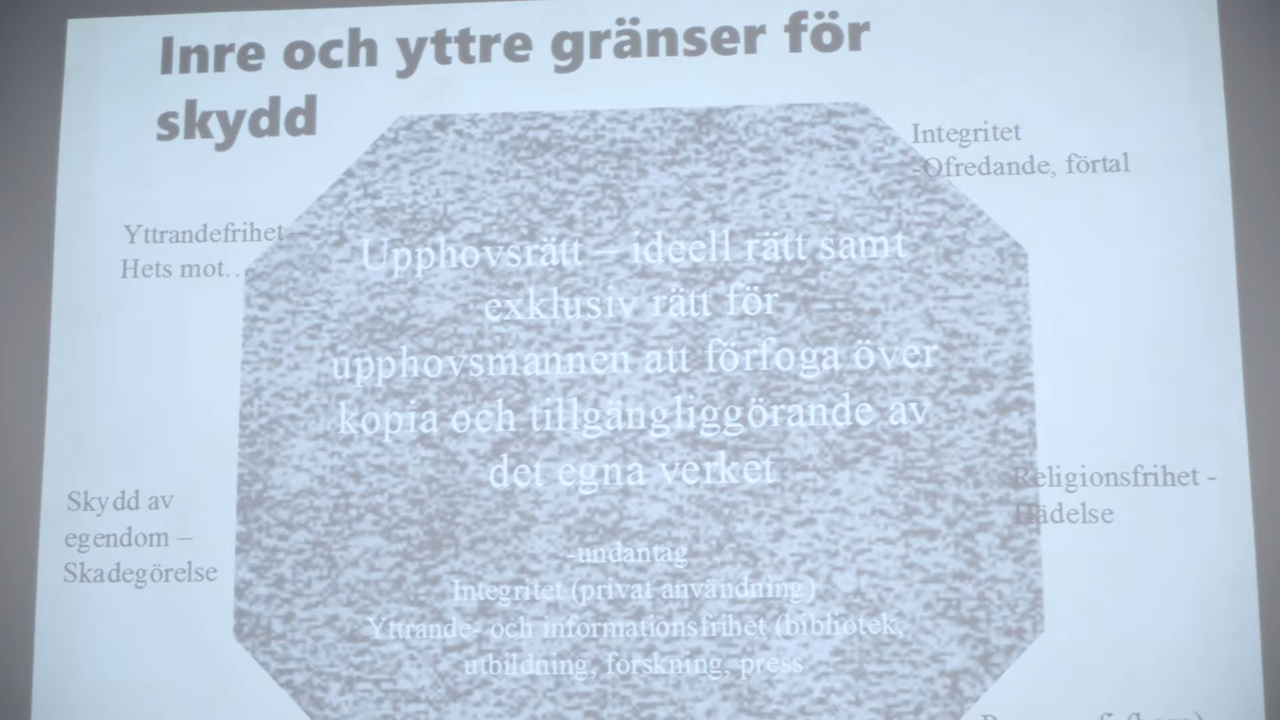 Inre och yttre gränser för
skydd
Integritet
-Ofredande, förtal
Yttrandefrihet
Hets mot…
Upphovsrätt – ideell rätt samt
exklusiv rätt för
upphovsmannen att förfoga över
kopia och tillgängliggörande av
det egna verket
Religionsfrihet -
Hädelse
Skydd av
egendom –
Skadegörelse
-undantag
Integritet (privat användning)
Yttrande- och informationsfrihet (bibliotek,
utbildning, forskning, press